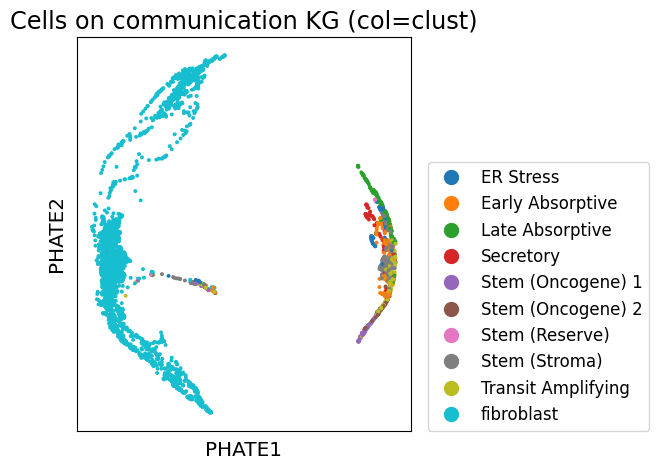 Cells on communication KG (col=clust)
PHATE2
PHATE1
ER Stress
Early Absorptive
Late Absorptive
Secretory
Stem (Oncogene) 1
Stem (Oncogene) 2
Stem (Reserve)
Stem (Stroma)
Transit Amplifying
fibroblast